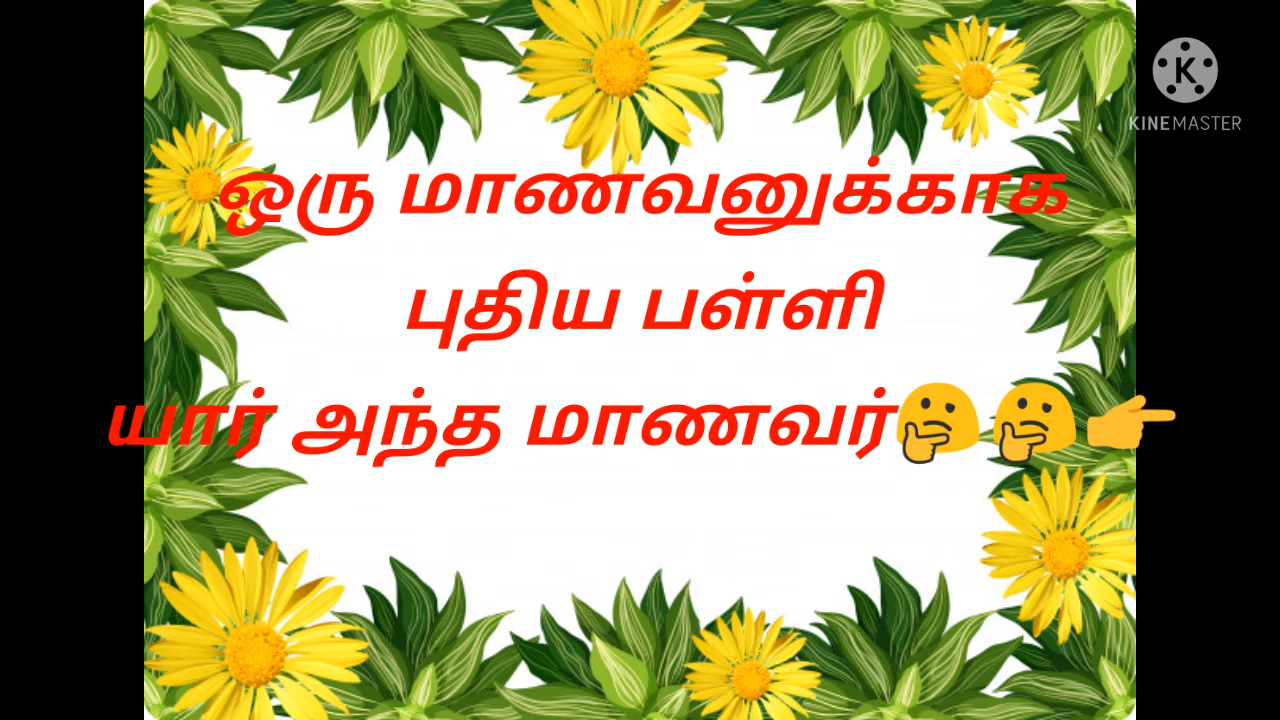 KINEMASTER
ஒரு மாணவனுக்காக
புதிய பள்ளி
யார் அந்த மாணவர்🤔🤔👉